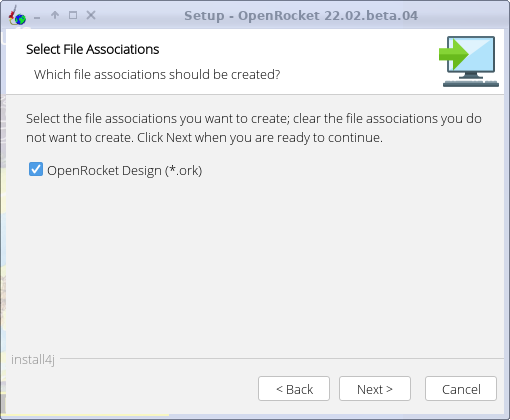 Setup - OpenRocket 22.02.beta.04
Select File Associations
Which file associations should be created?
Select the file associations you want to create; clear the file associations you do
not want to create. Click Next when you are ready to continue.
OpenRocket Design (*.ork)
install4j
< Back
Next >
Cancel